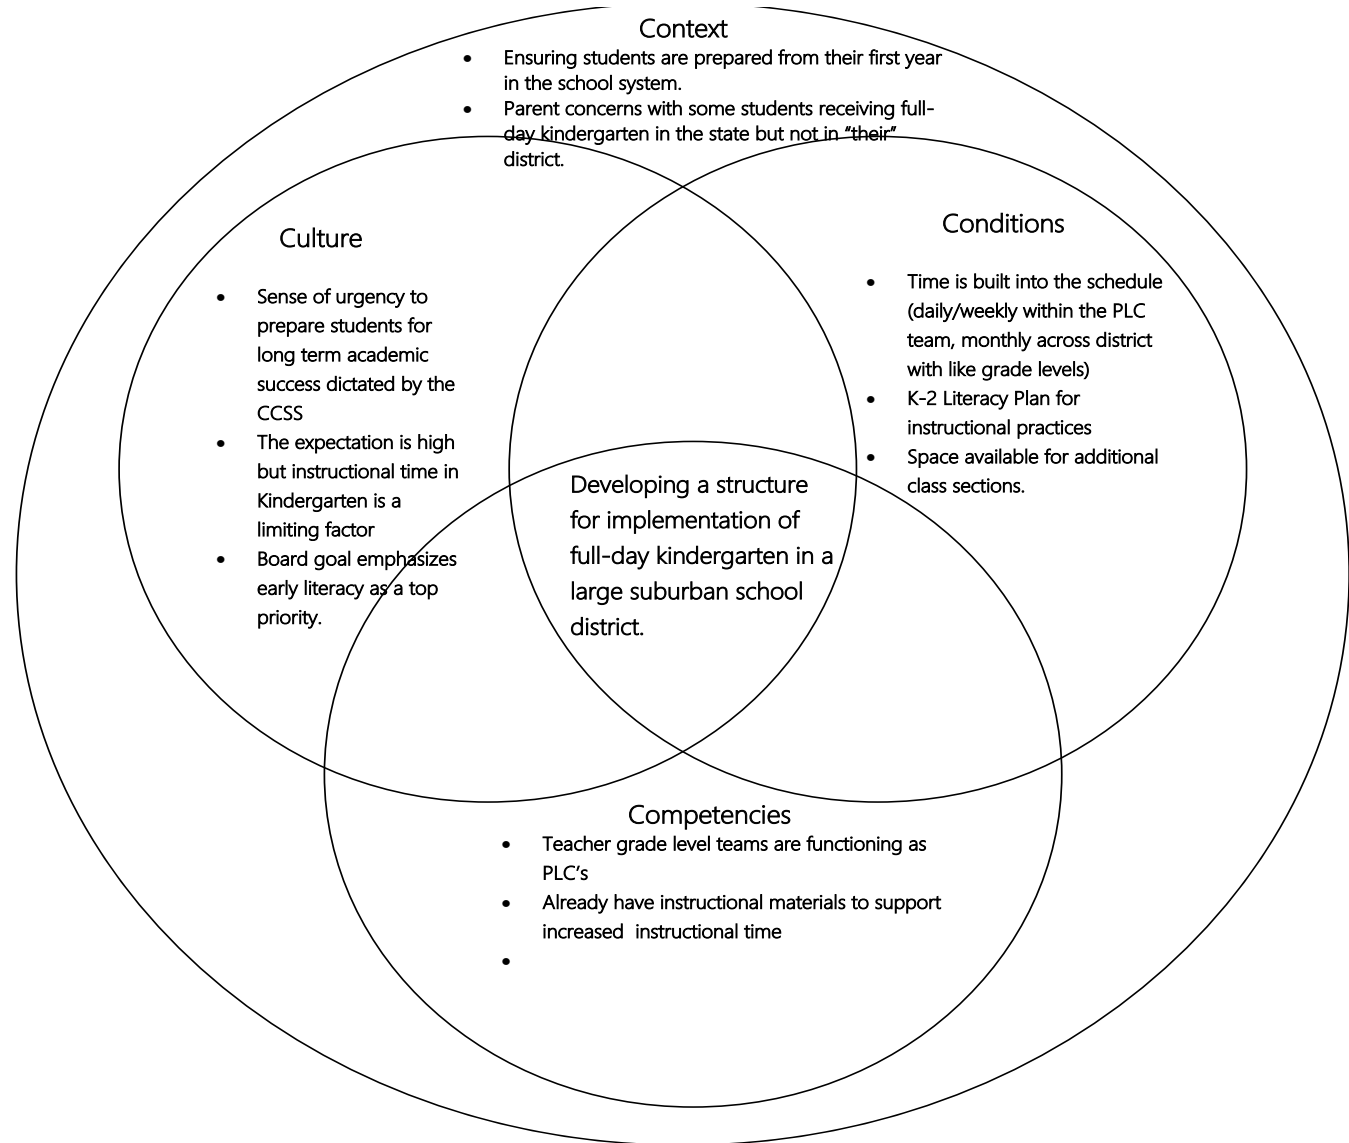 Context
• Ensuring students are prepared from their first year
in the school system.
• Parent concerns with some students receiving full-
day kindergarten in the state but not in “their”
district.
Culture
• Sense of urgency to
prepare students for
long term academic
success dictated by the
CCSS
• The expectation is high
but instructional time in
Kindergarten is a
limiting factor
• Board goal emphasizes
early literacy as a top
priority.
Conditions
• Time is built into the schedule
(daily/weekly within the PLC
team, monthly across district
with like grade levels)
• K-2 Literacy Plan for
instructional practices
• Space available for additional
class sections.
Developing a structure
for implementation of
full-day kindergarten in a
large suburban school
district.
Competencies
• Teacher grade level teams are functioning as
PLC’s
• Already have instructional materials to support
increased  instructional time
•